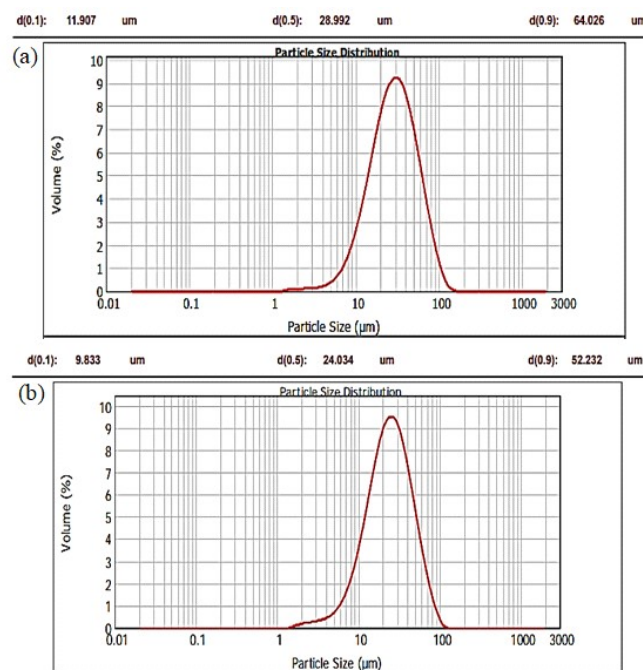 d(0.1): 11.907 um d(0.5): 28.992 um d(0.9): 64.026 um
(a)
Particle Size Distribution
10
9
8
7
6
5
4
3
2
1
0
Volume (%)
0.01 0.1 1 10 100 1000 3000
Particle Size (µm)
d(0.1): 9.833 um d(0.5): 24.034 um d(0.9): 52.232 um
(b)
Particle Size Distribution
10
9
8
7
6
5
4
3
2
1
0
Volume (%)
0.01 0.1 1 10 100 1000 3000
Particle Size (µm)